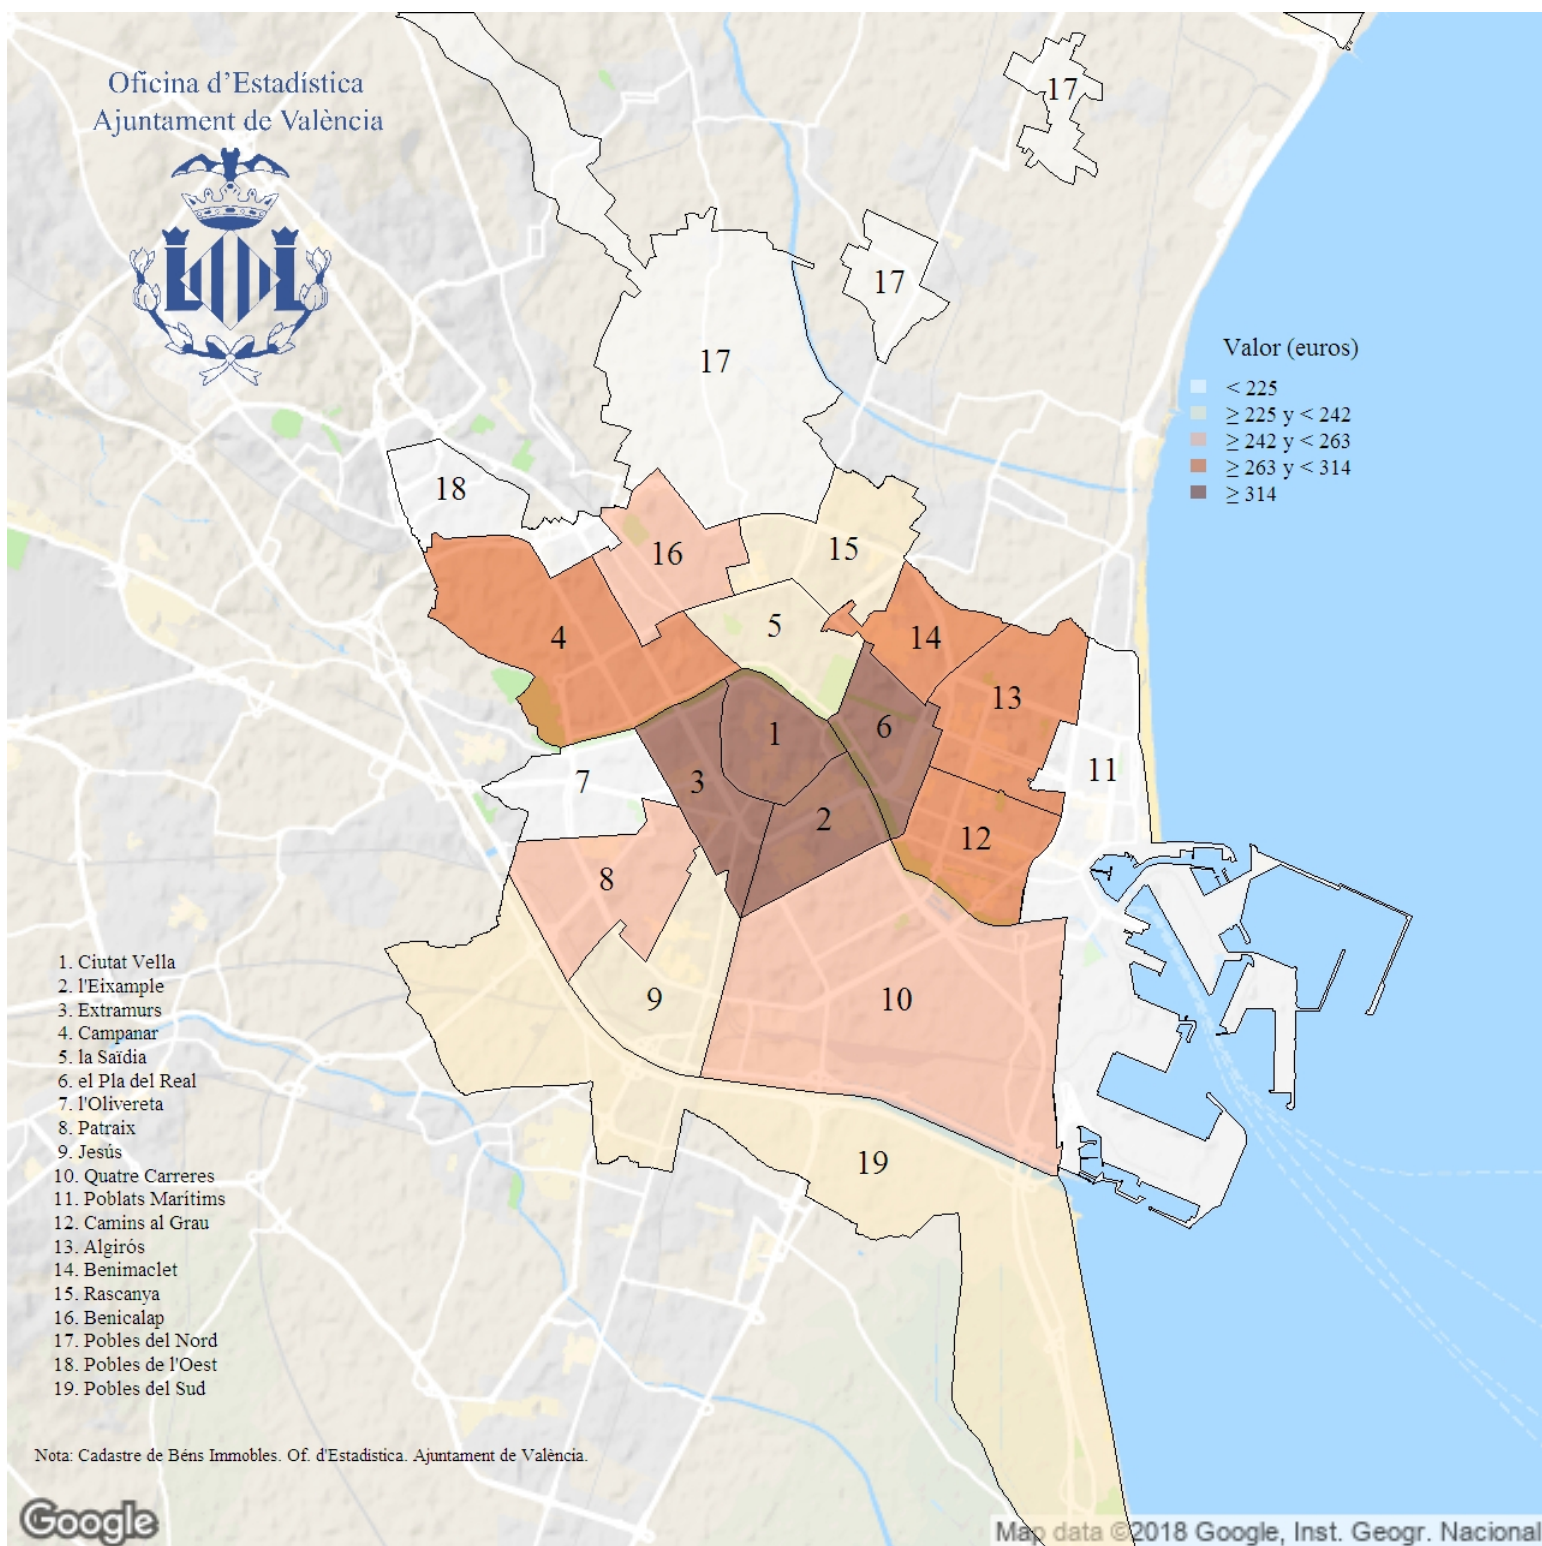 Oficina d’Estadística
Ajuntament de València
17
17
17
18
16
15
5
4
14
13
6
1
11
7
3
2
12
8
9
10
19
Valor (euros)
< 225
≥ 225 y < 242
≥ 242 y < 263
≥ 263 y < 314
≥ 314
1. Ciutat Vella
2. l'Eixample
3. Extramurs
4. Campanar
5. la Saïdia
6. el Pla del Real
7. l'Olivereta
8. Patraix
9. Jesús
10. Quatre Carreres
11. Poblats Marítims
12. Camins al Grau
13. Algirós
14. Benimaclet
15. Rascanya
16. Benicalap
17. Pobles del Nord
18. Pobles de l'Oest
19. Pobles del Sud
Nota: Cadastre de Béns Immobles. Of. d'Estadística. Ajuntament de València.
Google
Map data ©2018 Google, Inst. Geogr. Nacional